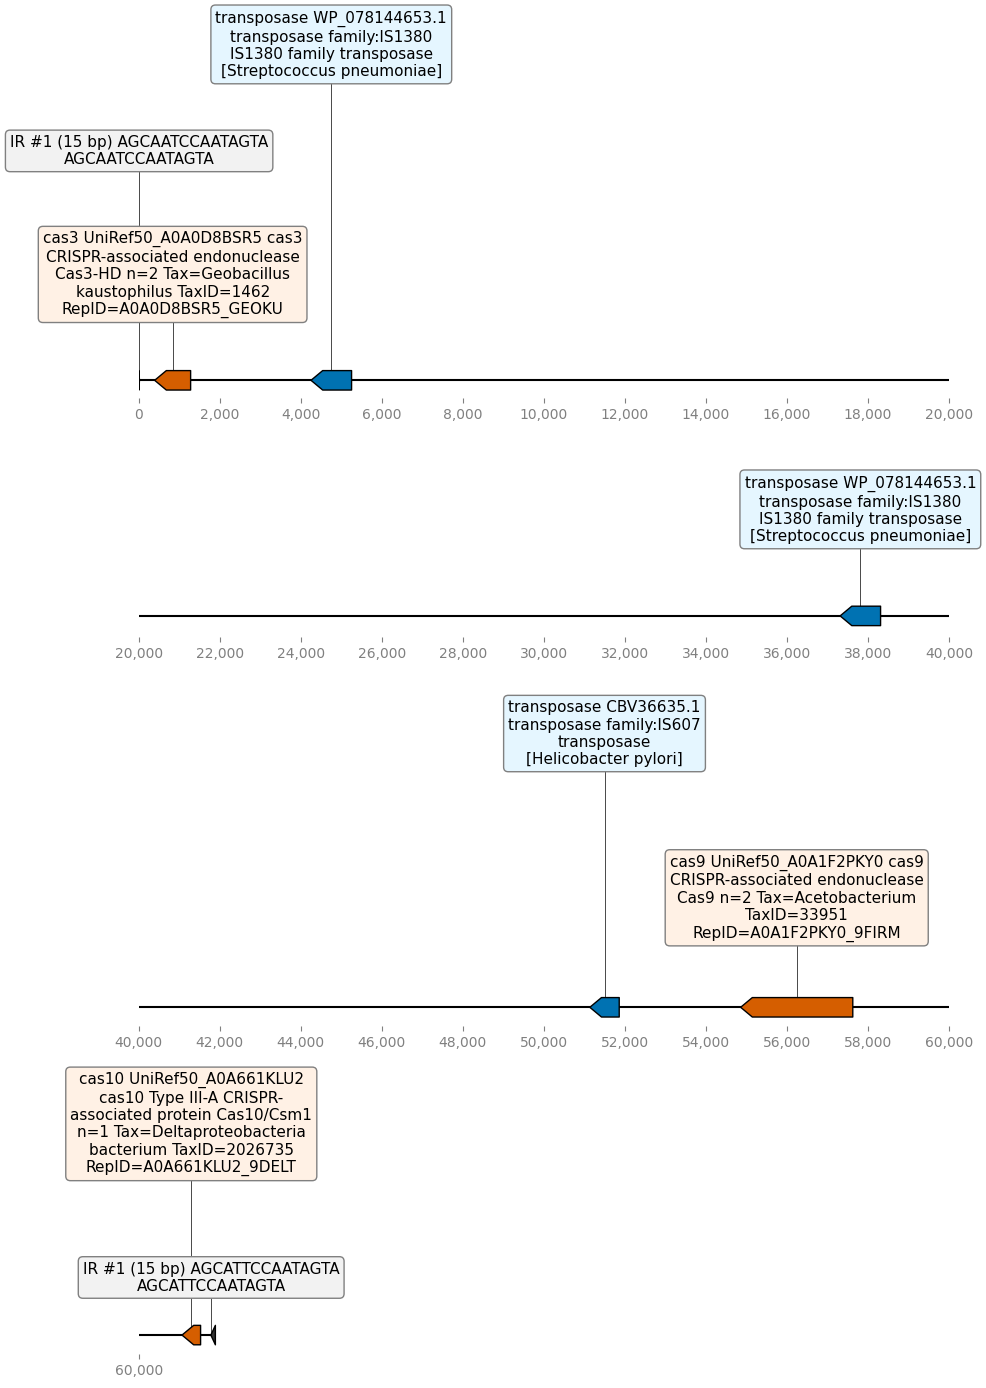 transposase WP_078144653.1
transposase family:IS1380
IS1380 family transposase
[Streptococcus pneumoniae]
IR #1 (15 bp) AGCAATCCAATAGTA
AGCAATCCAATAGTA
cas3 UniRef50_A0A0D8BSR5 cas3
CRISPR-associated endonuclease
Cas3-HD n=2 Tax=Geobacillus
kaustophilus TaxID=1462
RepID=A0A0D8BSR5_GEOKU
0 2,000 4,000 6,000 8,000 10,000 12,000 14,000 16,000 18,000 20,000
transposase WP_078144653.1
transposase family:IS1380
IS1380 family transposase
[Streptococcus pneumoniae]
20,000 22,000 24,000 26,000 28,000 30,000 32,000 34,000 36,000 38,000 40,000
transposase CBV36635.1
transposase family:IS607
transposase
[Helicobacter pylori]
cas9 UniRef50_A0A1F2PKY0 cas9
CRISPR-associated endonuclease
Cas9 n=2 Tax=Acetobacterium
TaxID=33951
RepID=A0A1F2PKY0_9FIRM
40,000 42,000 44,000 46,000 48,000 50,000 52,000 54,000 56,000 58,000 60,000
cas10 UniRef50_A0A661KLU2
cas10 Type III-A CRISPR-
associated protein Cas10/Csm1
n=1 Tax=Deltaproteobacteria
bacterium TaxID=2026735
RepID=A0A661KLU2_9DELT
IR #1 (15 bp) AGCATTCCAATAGTA
AGCATTCCAATAGTA
60,000